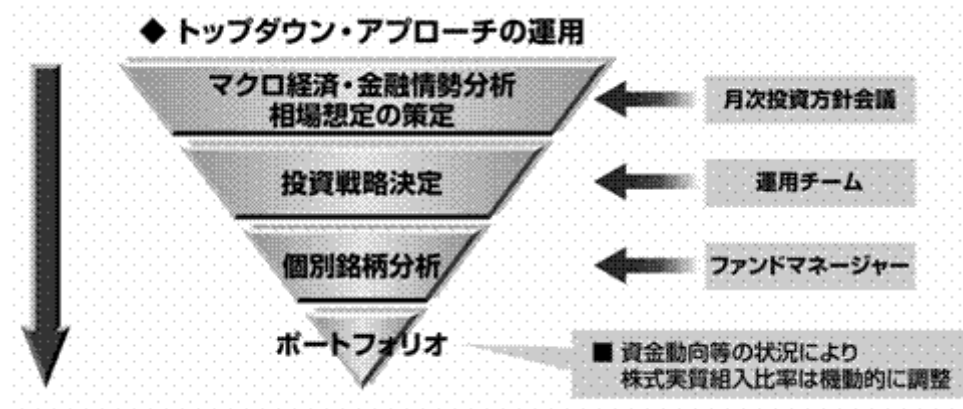 ◆ トップダウン・アプローチの運用
マクロ経済・金融情勢分析
相場想定の策定
月次投資方針会議
投資戦略決定
運用チーム
個別銘柄分析
ファンドマネージャー
ポートフォリオ
■ 資金動向等の状況により
株式実質組入比率は機動的に調整